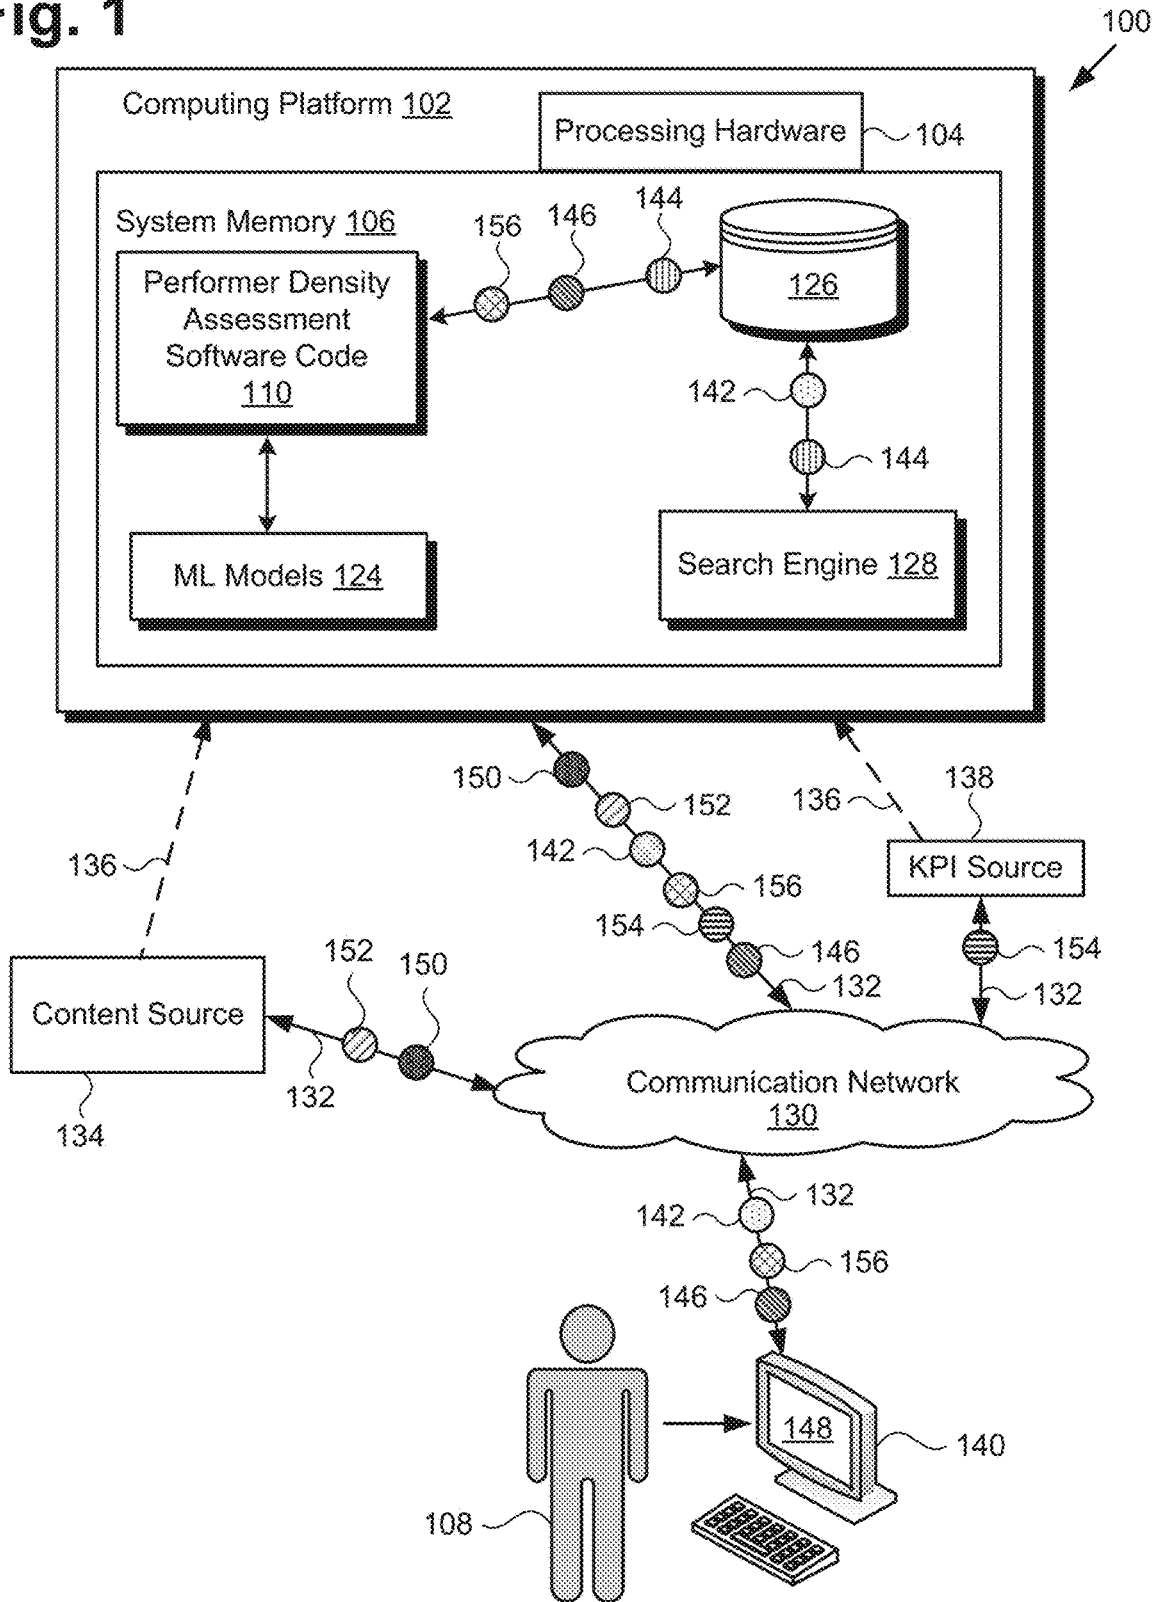 Fig. 1
100
Computing Platform 102
Processing Hardware
104
System Memory 106
156
146
144
Performer Density
Assessment
Software Code
110
126
142
144
ML Models 124
Search Engine 128
150
152
142
156
154
146
132
136
138
KPI Source
154
132
136
152
150
Content Source
132
134
Communication Network
130
132
142
156
146
148
140
108